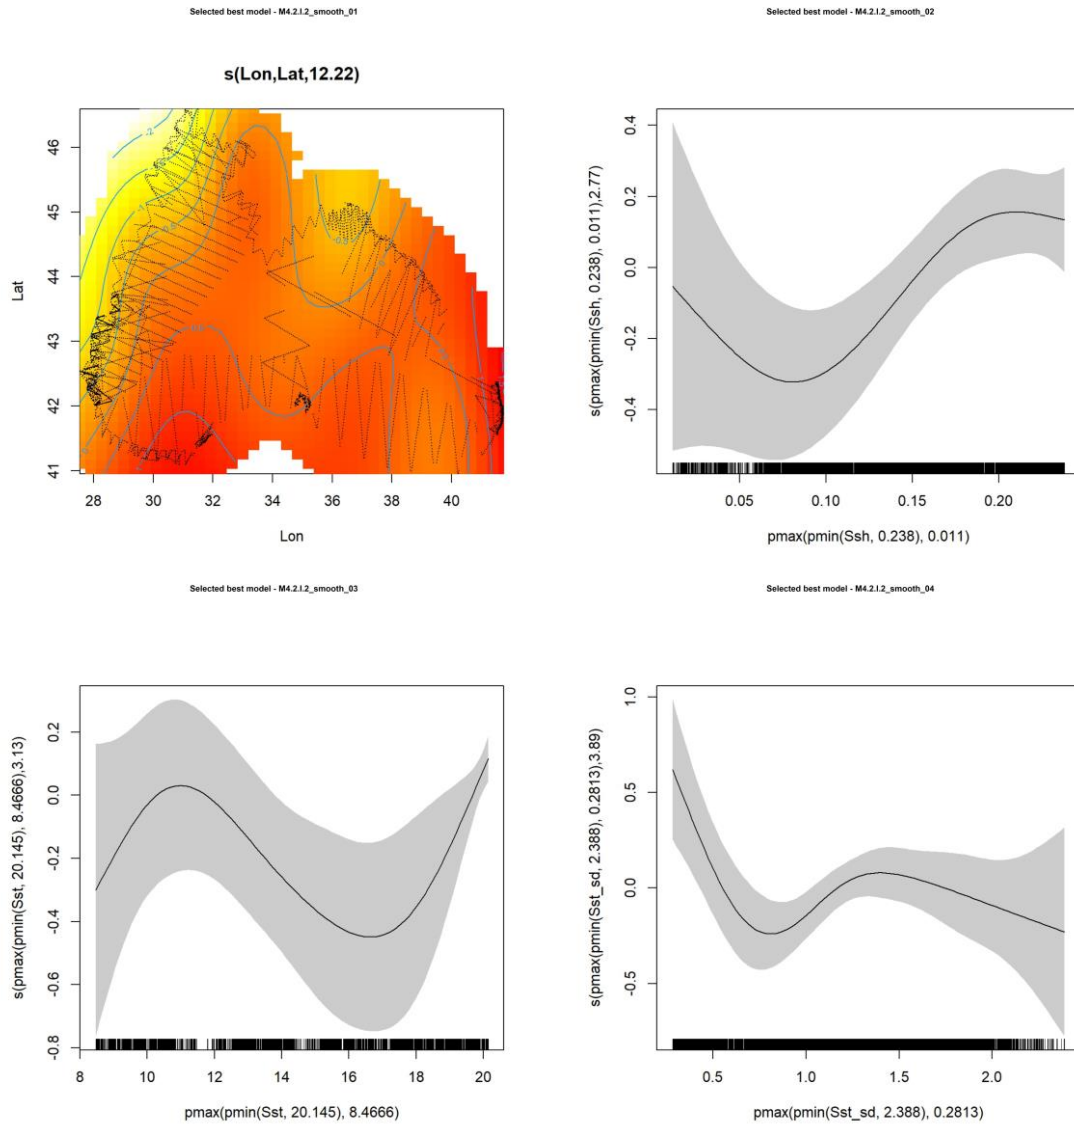 Selected best model - M4.2.I.2_smooth_01
s(Lon,Lat,12.22)
Lat
46
45
44
43
42
41
28 30 32 34 36 38 40
Lon
-2
Selected best model - M4.2.I.2_smooth_02
s(pmax(pmin(Ssh, 0.238), 0.011),2.77)
0.4
0.2
0.0
-0.2
-0.4
0.05 0.10 0.15 0.20
pmax(pmin(Ssh, 0.238), 0.011)
Selected best model - M4.2.I.2_smooth_03
s(pmax(pmin(Sst, 20.145), 8.4666),3.13)
0.2
0.0
-0.2
-0.4
-0.6
-0.8
8 10 12 14 16 18 20
pmax(pmin(Sst, 20.145), 8.4666)
Selected best model - M4.2.I.2_smooth_04
s(pmax(pmin(Sst_sd, 2.388), 0.2813),3.89)
1.0
0.5
0.0
-0.5
0.5 1.0 1.5 2.0
pmax(pmin(Sst_sd, 2.388), 0.2813)